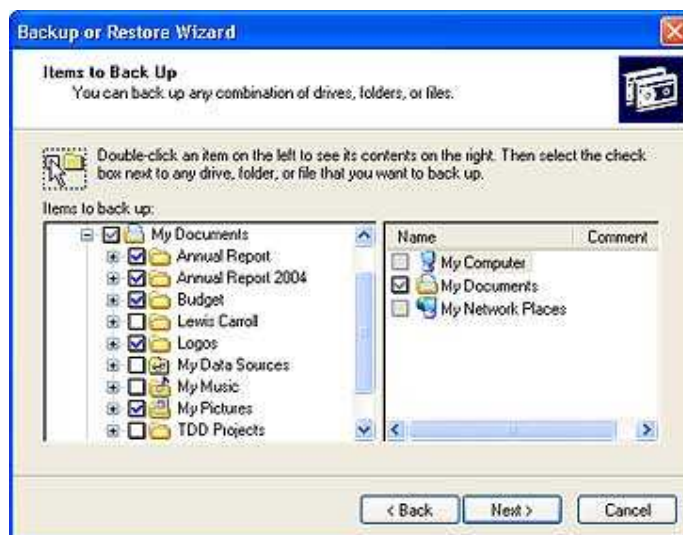 Backup or Restore Wizard
Items to Back Up
You can back up any combination of drives, folders, or files.
Double-click an item on the left to see its contents on the right. Then select the check
box next to any drive, folder, or file that you want to back up.
Items to back up:
My Documents
Annual Report
Annual Report 2004
Budget
Lewis Carroll
Logos
My Data Sources
My Music
My Pictures
TDD Projects
Name Comment
My Computer
My Documents
My Network Places
< Back Next > Cancel